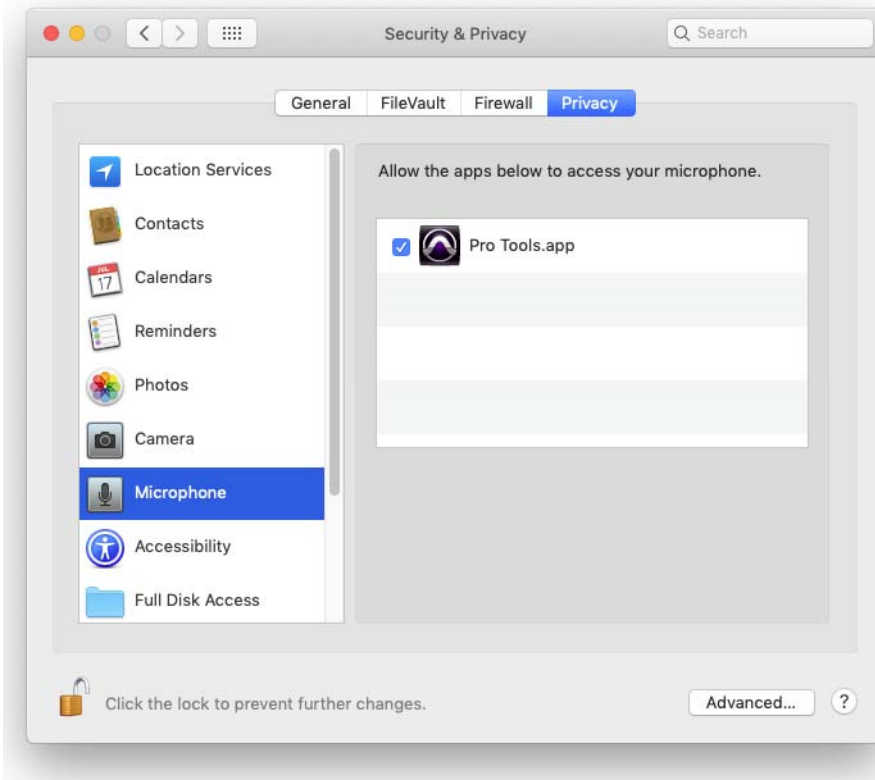 Security & Privacy
Search
General FileVault Firewall Privacy
Location Services
Contacts
JUL
17
Calendars
Reminders
Photos
Camera
Microphone
Accessibility
Full Disk Access
Allow the apps below to access your microphone.
Pro Tools.app
Click the lock to prevent further changes.
Advanced... ?